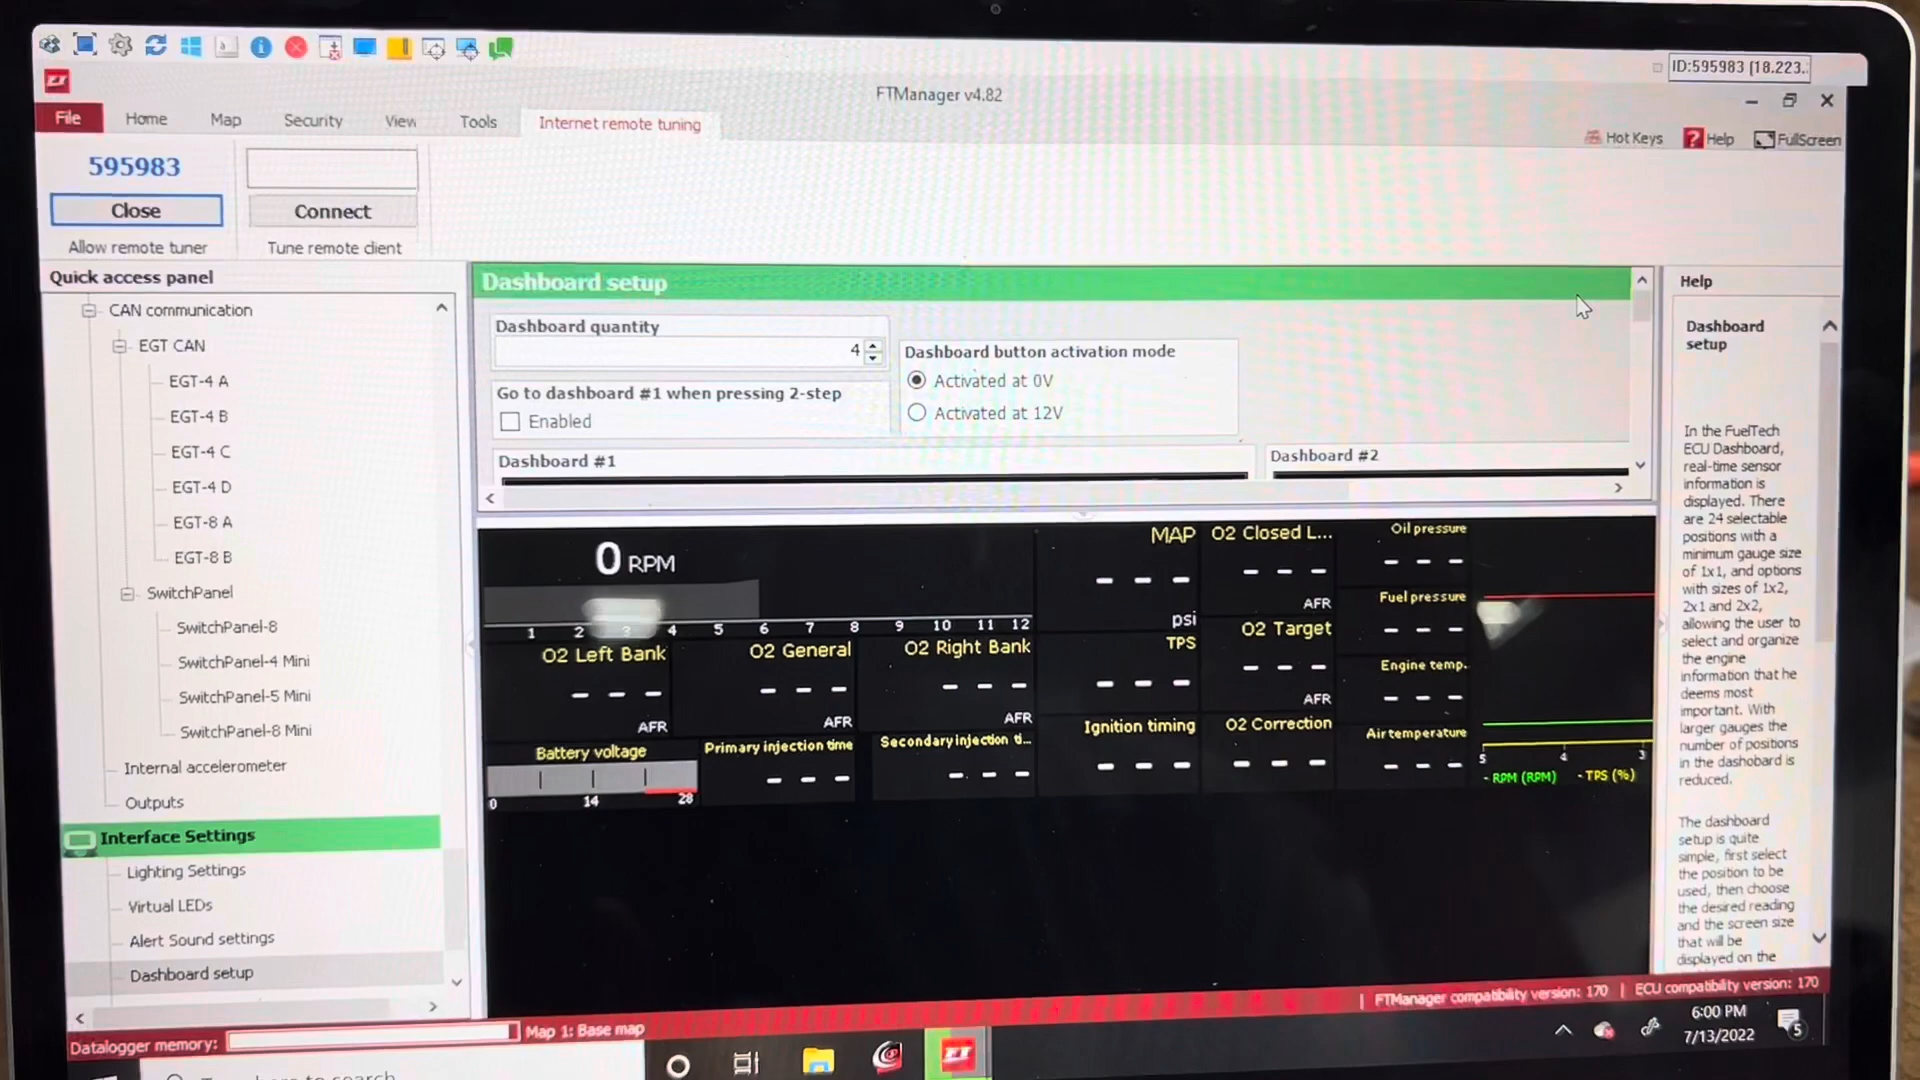 ID:595983 [18.223.
FTManager v4.82
File
Home
Map
Security
View
Tools
Internet remote tuning
Hot Keys
Help
FullScreen
595983
Close
Connect
Allow remote tuner
Tune remote client
Quick access panel
CAN communication
EGT CAN
EGT-4 A
EGT-4 B
EGT-4 C
EGT-4 D
EGT-8 A
EGT-8 B
SwitchPanel
SwitchPanel-8
SwitchPanel-4 Mini
SwitchPanel-5 Mini
SwitchPanel-8 Mini
Internal accelerometer
Outputs
Interface Settings
Lighting Settings
Virtual LEDs
Alert Sound settings
Dashboard setup
Dashboard setup
Dashboard quantity
4
Go to dashboard #1 when pressing 2-step
Enabled
Dashboard button activation mode
Activated at 0V
Activated at 12V
Dashboard #1
Dashboard #2
0 RPM
1 2 3 4 5 6 7 8 9 10 11 12
O2 Left Bank
--- 
AFR
O2 General
---
AFR
O2 Right Bank
---
AFR
Battery voltage
0 14 28
Primary injection time
---
Secondary injection ti...
---
MAP
---
psi
TPS
---
Ignition timing
---
O2 Closed L...
---
AFR
O2 Target
---
AFR
O2 Correction
---
Oil pressure
---
Fuel pressure
---
Engine temp.
---
Air temperature
---
5 4 3
- RPM (RPM) - TPS (%)
Help
Dashboard
setup
In the FuelTech
ECU Dashboard,
real-time sensor
information is
displayed. There
are 24 selectable
positions with a
minimum gauge size
of 1x1, and options
with sizes of 1x2,
2x1 and 2x2,
allowing the user to
select and organize
the engine
information that he
deems most
important. With
larger gauges the
number of positions
in the dashobard is
reduced.
The dashboard
setup is quite
simple, first select
the position to be
used, then choose
the desired reading
and the screen size
that will be
displayed on the
Datalogger memory:
Map 1: Base map
FTManager compatibility version: 170 | ECU compatibility version: 170
6:00 PM
7/13/2022
5
here to search